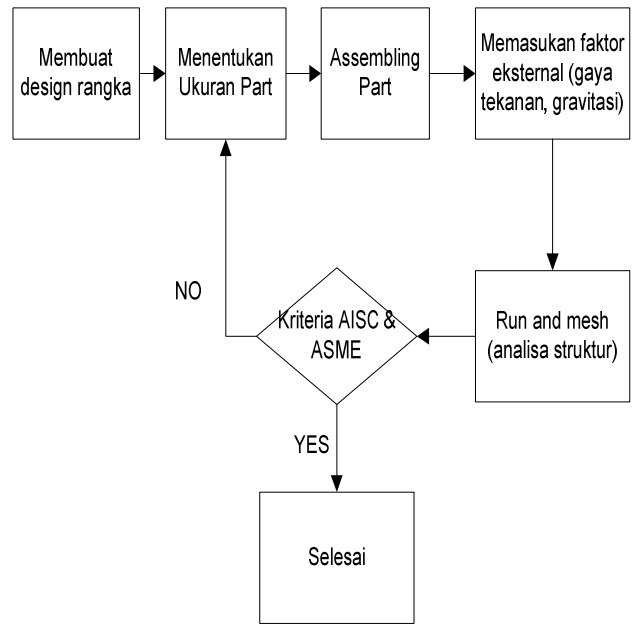 Membuat
design rangka
Menentukan
Ukuran Part
Assembling
Part
Memasukan faktor
eksternal (gaya
tekanan, gravitasi)
NO
Kriteria AISC &
ASME
Run and mesh
(analisa struktur)
YES
Selesai